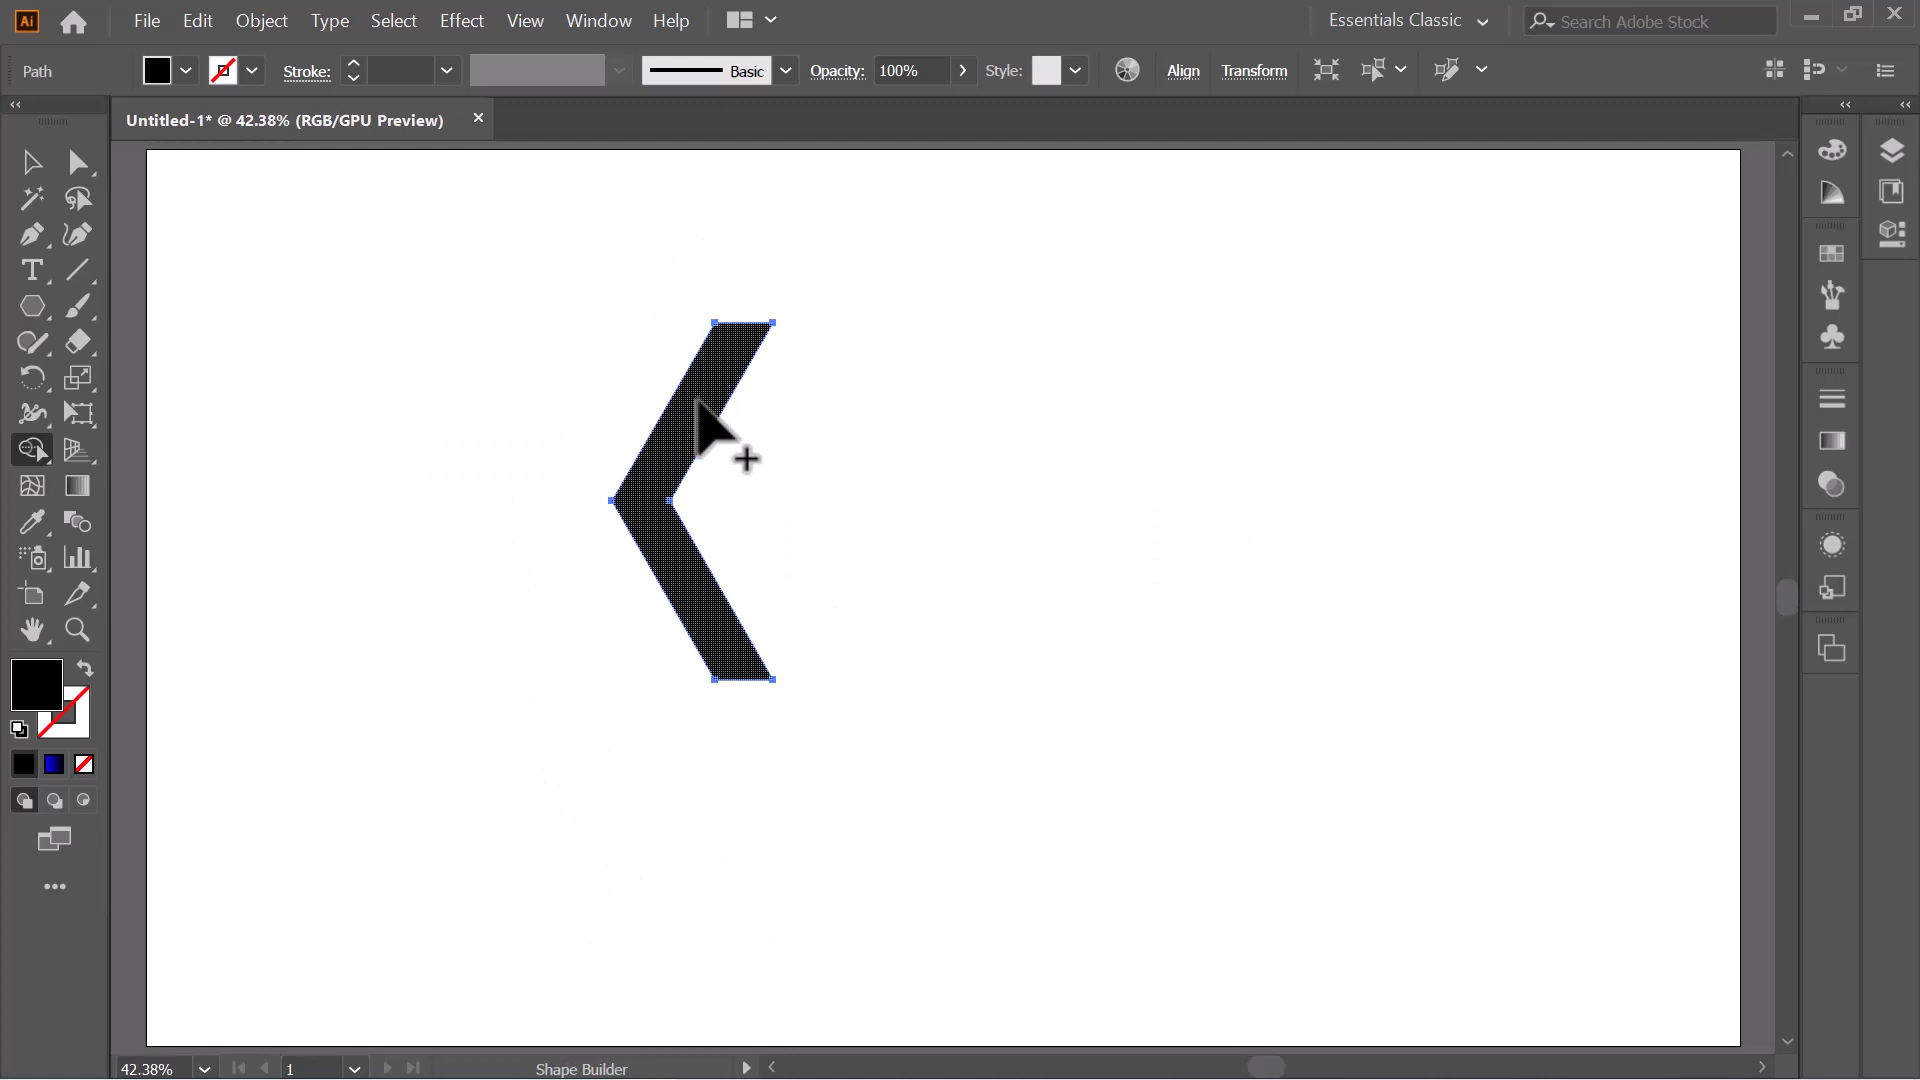 Ai File Edit Object Type Select Effect View Window Help Essentials Classic Search Adobe Stock
Path Stroke: Basic Opacity: 100% Style: Align Transform
Untitled-1* @ 42.38% (RGB/GPU Preview)
42.38% 1 Shape Builder